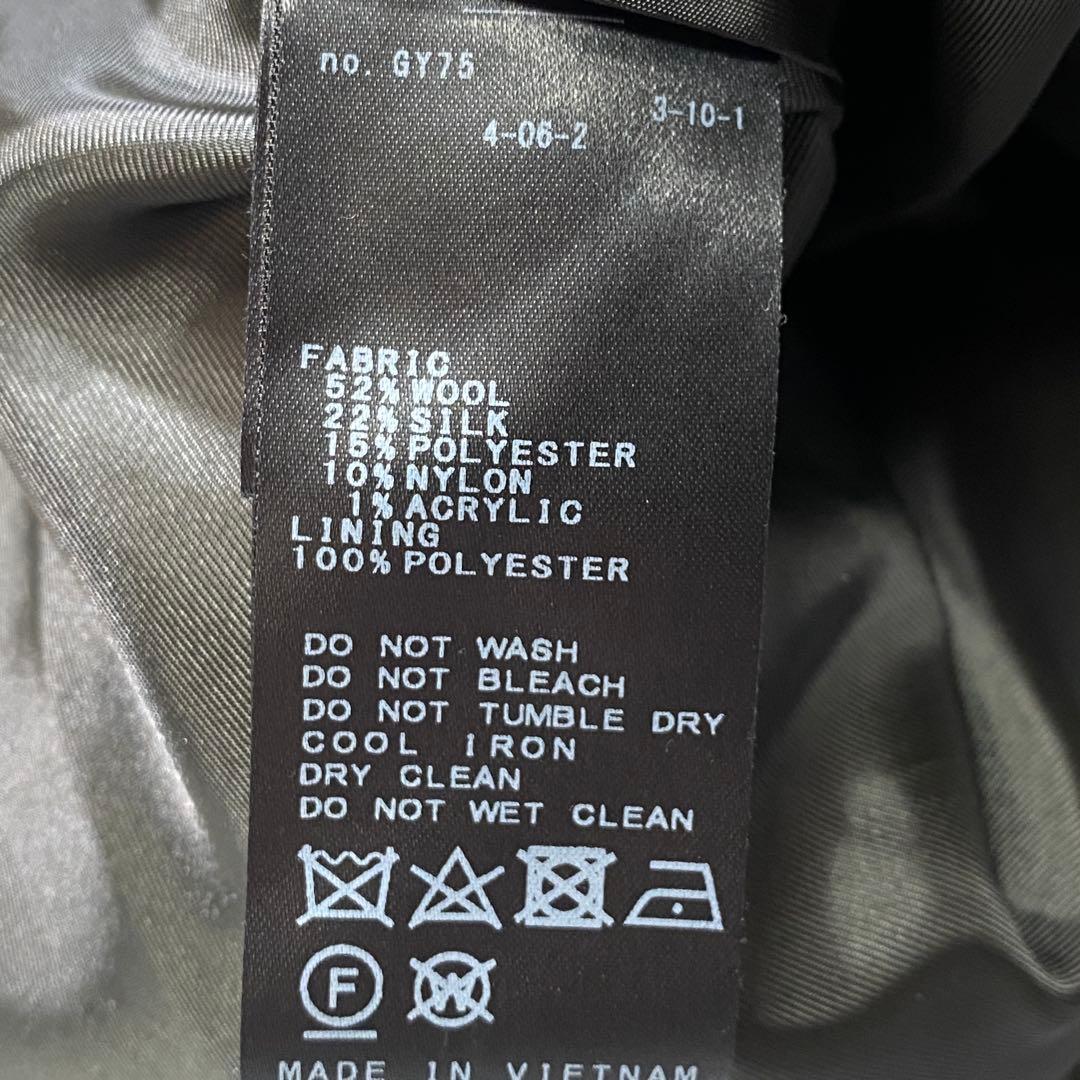 no. GY75
3-10-1
4-06-2
FABRIC
52% WOOL
22% SILK
15% POLYESTER
10% NYLON
1% ACRYLIC
LINING
100% POLYESTER
DO NOT WASH
DO NOT BLEACH
DO NOT TUMBLE DRY
COOL IRON
DRY CLEAN
DO NOT WET CLEAN
F W
MADE IN VIETNAM